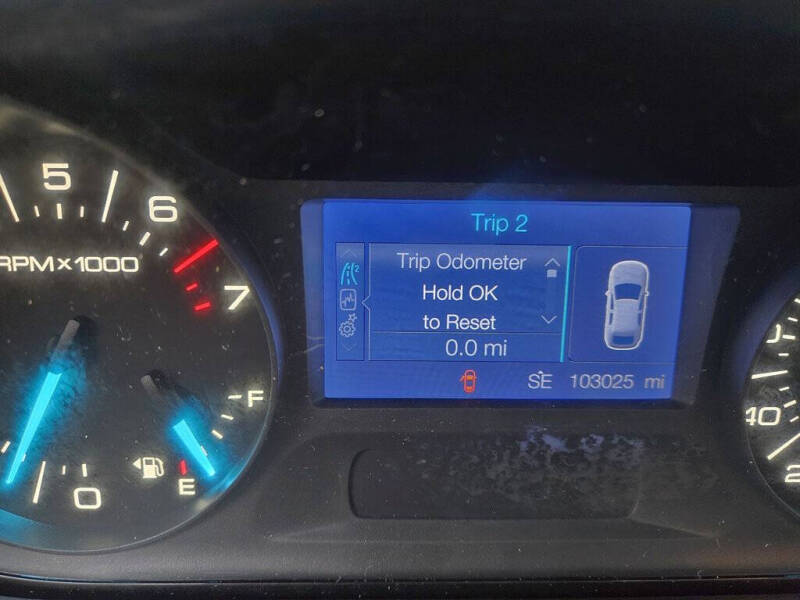 5
6
7
RPM×1000
0
F
E
Trip 2
Trip Odometer
Hold OK
to Reset
0.0 mi
SE 103025 mi
40
2